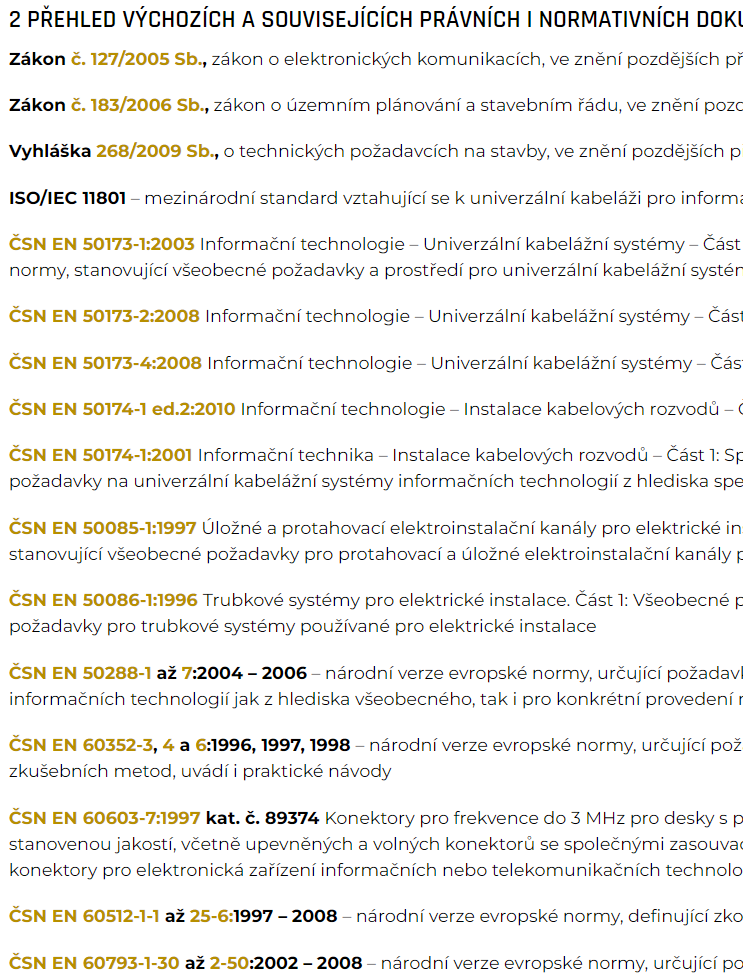 2 PŘEHLED VÝCHOZÍCH A SOUVISEJÍCÍCH PRÁVNÍCH I NORMATIVNÍCH DOKU
Zákon č. 127/2005 Sb., zákon o elektronických komunikacích, ve znění pozdějších př
Zákon č. 183/2006 Sb., zákon o územním plánování a stavebním řádu, ve znění pozd
Vyhláška 268/2009 Sb., o technických požadavcích na stavby, ve znění pozdějších p
ISO/IEC 11801 – mezinárodní standard vztahující se k univerzální kabeláži pro informa
ČSN EN 50173-1:2003 Informační technologie – Univerzální kabelážní systémy – Část
normy, stanovující všeobecné požadavky a prostředí pro univerzální kabelážní systém
ČSN EN 50173-2:2008 Informační technologie – Univerzální kabelážní systémy – Část
ČSN EN 50173-4:2008 Informační technologie – Univerzální kabelážní systémy – Část
ČSN EN 50174-1 ed.2:2010 Informační technologie – Instalace kabelových rozvodů – Č
ČSN EN 50174-1:2001 Informační technika – Instalace kabelových rozvodů – Část 1: Sp
požadavky na univerzální kabelážní systémy informačních technologií z hlediska spe
ČSN EN 50085-1:1997 Úložné a protahovací elektroinstalační kanály pro elektrické in
stanovující všeobecné požadavky pro protahovací a úložné elektroinstalační kanály p
ČSN EN 50086-1:1996 Trubkové systémy pro elektrické instalace. Část 1: Všeobecné p
požadavky pro trubkové systémy používané pro elektrické instalace
ČSN EN 50288-1 až 7:2004 – 2006 – národní verze evropské normy, určující požadavk
informačních technologií jak z hlediska všeobecného, tak i pro konkrétní provedení
ČSN EN 60352-3, 4 a 6:1996, 1997, 1998 – národní verze evropské normy, určující pož
zkušebních metod, uvádí i praktické návody
ČSN EN 60603-7:1997 kat. č. 89374 Konektory pro frekvence do 3 MHz pro desky s p
stanovenou jakostí, včetně upevněných a volných konektorů se společnými zasouvac
konektory pro elektronická zařízení informačních nebo telekomunikačních technolo
ČSN EN 60512-1-1 až 25-6:1997 – 2008 – národní verze evropské normy, definující zko
ČSN EN 60793-1-30 až 2-50:2002 – 2008 – národní verze evropské normy, určující po